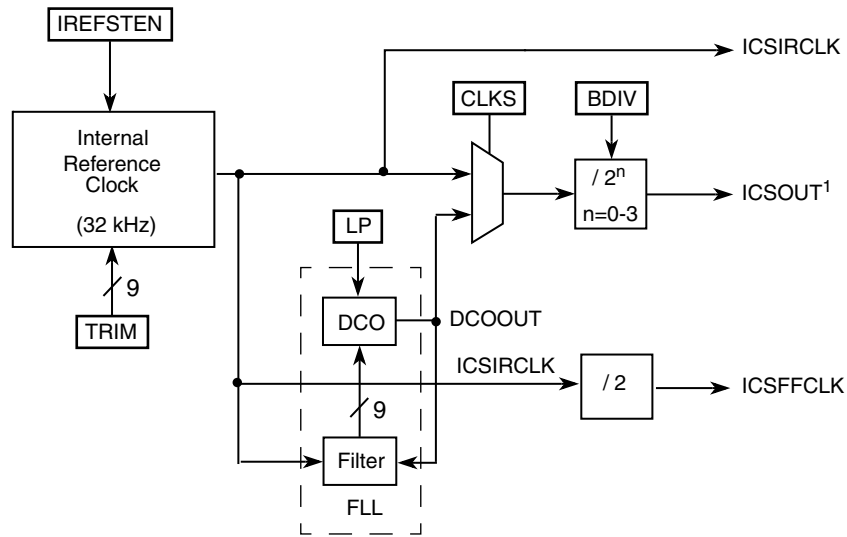 IREFSTEN
ICSIRCLK
CLKS
BDIV
Internal
Reference
Clock
(32 kHz)
/ 2ⁿ
n=0-3
ICSOUT¹
LP
9
TRIM
DCO
DCOOUT
ICSIRCLK
/ 2
ICSFFCLK
9
Filter
FLL